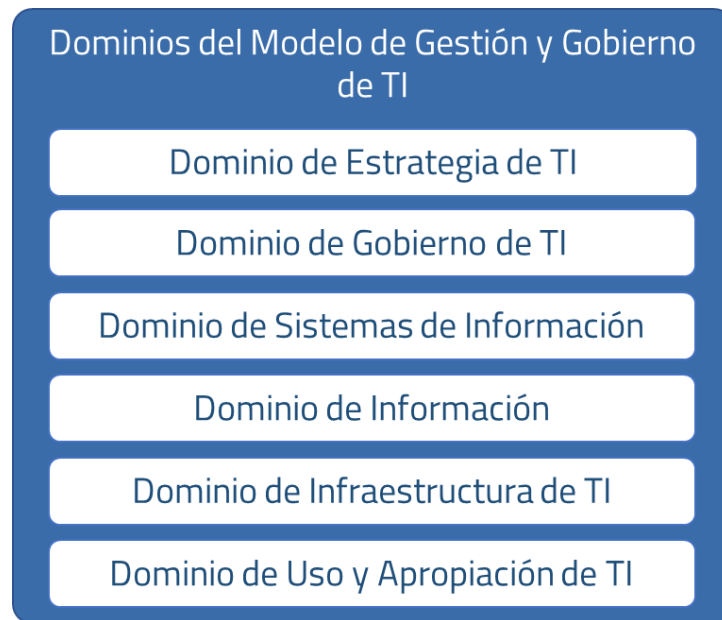 Dominios del Modelo de Gestión y Gobierno
de TI
Dominio de Estrategia de TI
Dominio de Gobierno de TI
Dominio de Sistemas de Información
Dominio de Información
Dominio de Infraestructura de TI
Dominio de Uso y Apropiación de TI